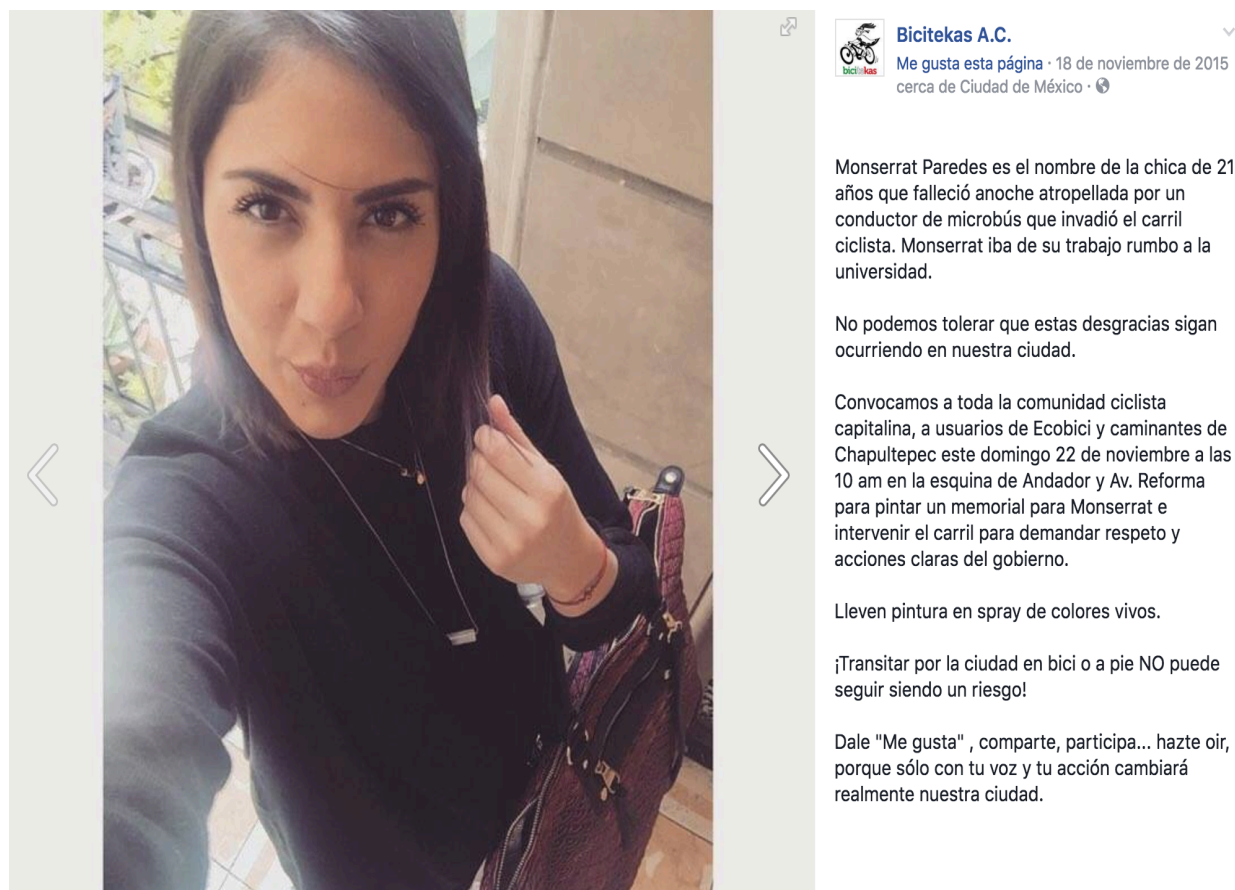 Bicitekas A.C.
Me gusta esta página · 18 de noviembre de 2015
cerca de Ciudad de México ·
bicitekas
Monserrat Paredes es el nombre de la chica de 21
años que falleció anoche atropellada por un
conductor de microbús que invadió el carril
ciclista. Monserrat iba de su trabajo rumbo a la
universidad.
No podemos tolerar que estas desgracias sigan
ocurriendo en nuestra ciudad.
Convocamos a toda la comunidad ciclista
capitalina, a usuarios de Ecobici y caminantes de
Chapultepec este domingo 22 de noviembre a las
10 am en la esquina de Andador y Av. Reforma
para pintar un memorial para Monserrat e
intervenir el carril para demandar respeto y
acciones claras del gobierno.
Lleven pintura en spray de colores vivos.
¡Transitar por la ciudad en bici o a pie NO puede
seguir siendo un riesgo!
Dale "Me gusta" , comparte, participa... hazte oir,
porque sólo con tu voz y tu acción cambiará
realmente nuestra ciudad.